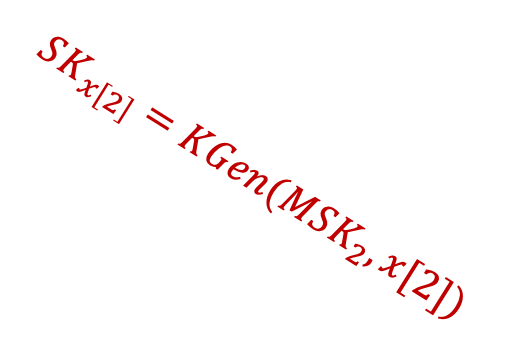 SK_{x[2]} = KGen(MSK_2, x[2])